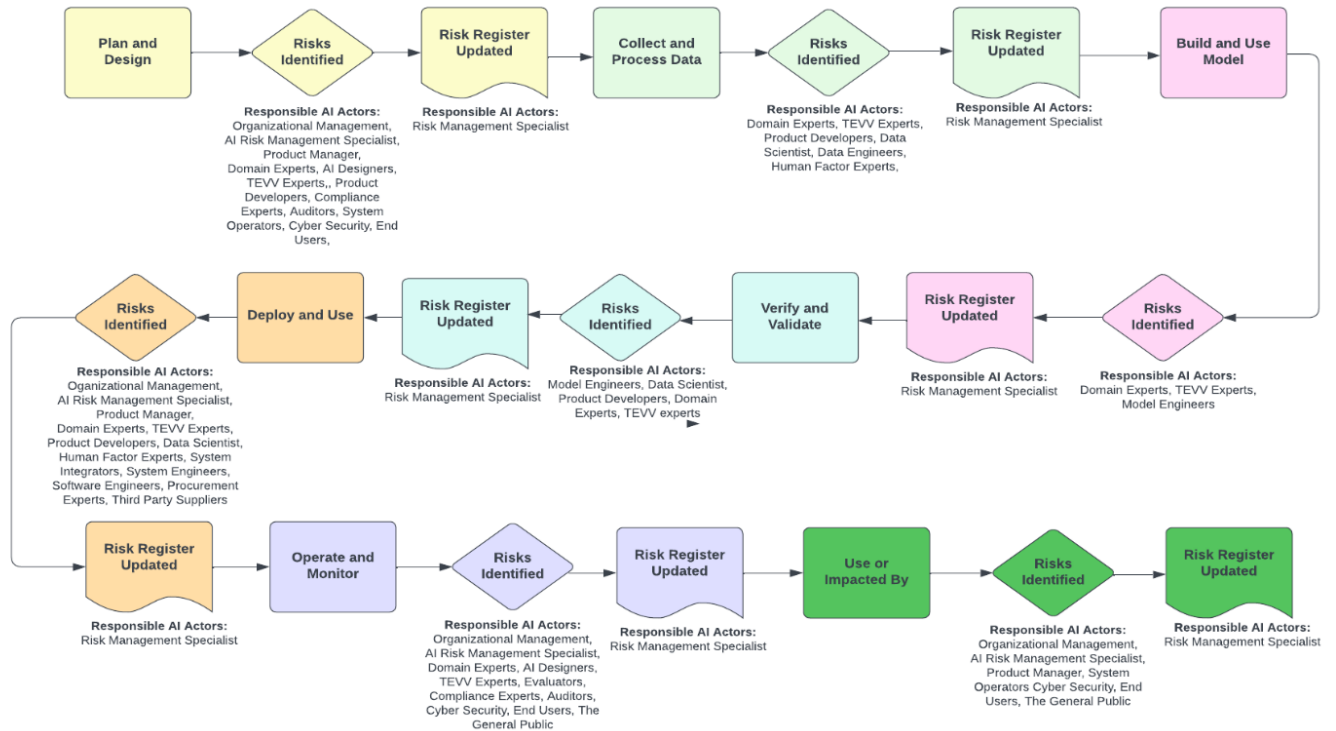 Plan and
Design
Risks
Identified
Responsible AI Actors:
Organizational Management,
AI Risk Management Specialist,
Product Manager,
Domain Experts, AI Designers,
TEVV Experts,, Product
Developers, Compliance
Experts, Auditors, System
Operators, Cyber Security, End
Users,
Risk Register
Updated
Responsible AI Actors:
Risk Management Specialist
Collect and
Process Data
Risks
Identified
Responsible AI Actors:
Domain Experts, TEVV Experts,
Product Developers, Data
Scientist, Data Engineers,
Human Factor Experts,
Risk Register
Updated
Responsible AI Actors:
Risk Management Specialist
Build and Use
Model
Risks
Identified
Responsible AI Actors:
Domain Experts, TEVV Experts,
Model Engineers
Risk Register
Updated
Responsible AI Actors:
Risk Management Specialist
Verify and
Validate
Risks
Identified
Responsible AI Actors:
Model Engineers, Data Scientist,
Product Developers, Domain
Experts, TEVV experts
Risk Register
Updated
Responsible AI Actors:
Risk Management Specialist
Deploy and Use
Risks
Identified
Responsible AI Actors:
Oganizational Management,
AI Risk Management Specialist,
Product Manager,
Domain Experts, TEVV Experts,
Product Developers, Data Scientist,
Human Factor Experts, System
Integrators, System Engineers,
Software Engineers, Procurement
Experts, Third Party Suppliers
Risk Register
Updated
Responsible AI Actors:
Risk Management Specialist
Operate and
Monitor
Risks
Identified
Responsible AI Actors:
Organizational Management,
AI Risk Management Specialist,
Domain Experts, AI Designers,
TEVV Experts, Evaluators,
Compliance Experts, Auditors,
Cyber Security, End Users, The
General Public
Risk Register
Updated
Responsible AI Actors:
Risk Management Specialist
Use or
Impacted By
Risks
Identified
Responsible AI Actors:
Organizational Management,
AI Risk Management Specialist,
Product Manager, System
Operators Cyber Security, End
Users, The General Public
Risk Register
Updated
Responsible AI Actors:
Risk Management Specialist